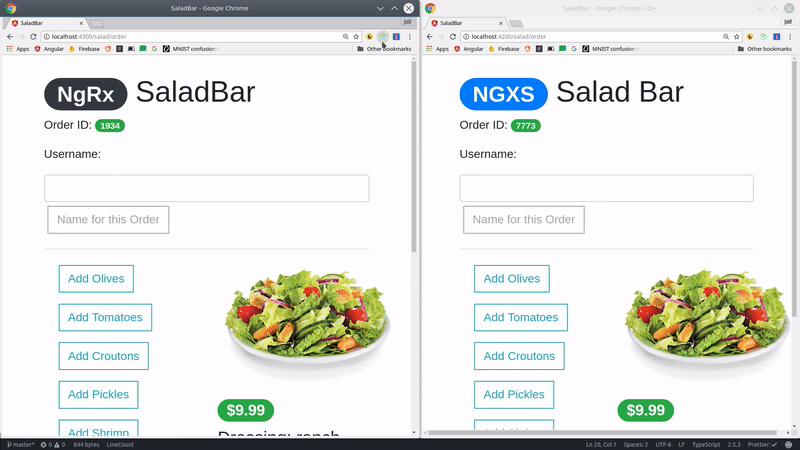 SaladBar - Google Chrome
SaladBar
localhost:4300/salad/order
Apps Angular Firebase MNIST confusion Other bookmarks
NgRx SaladBar
Order ID: 1934
Username:
Name for this Order
Add Olives
Add Tomatoes
Add Croutons
Add Pickles
Add Shrimp
$9.99
Dressing: ranch
SaladBar - Google Chrome <2>
SaladBar
localhost:4200/salad/order
Apps Angular Firebase MNIST confusion Other bookmarks
NGXS Salad Bar
Order ID: 7773
Username:
Name for this Order
Add Olives
Add Tomatoes
Add Croutons
Add Pickles
$9.99
master* 0 0 844 bytes LineCount Ln 20, Col 1 Spaces: 2 UTF-8 LF TypeScript 2.5.3 Prettier: ✓